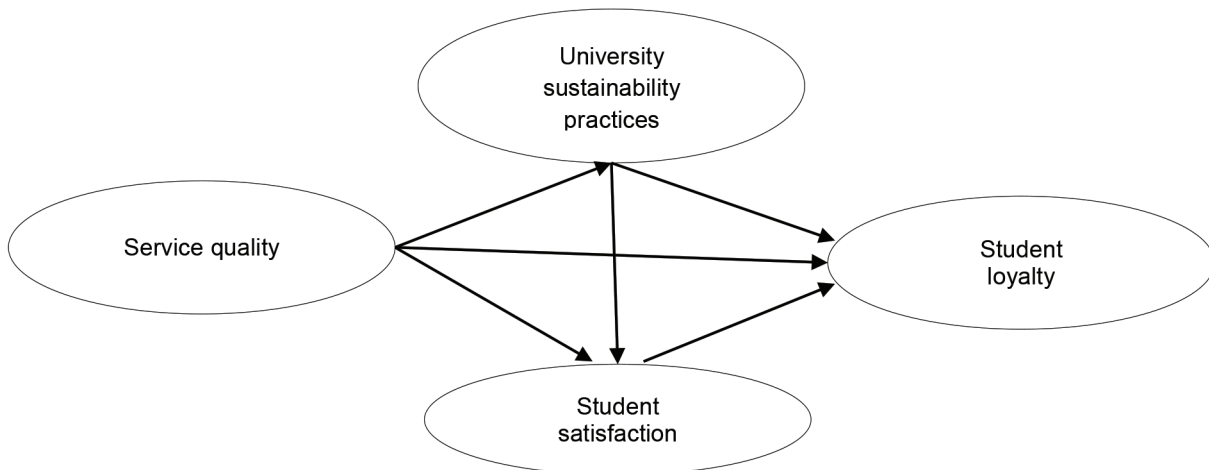 University
sustainability
practices
Service quality
Student
loyalty
Student
satisfaction